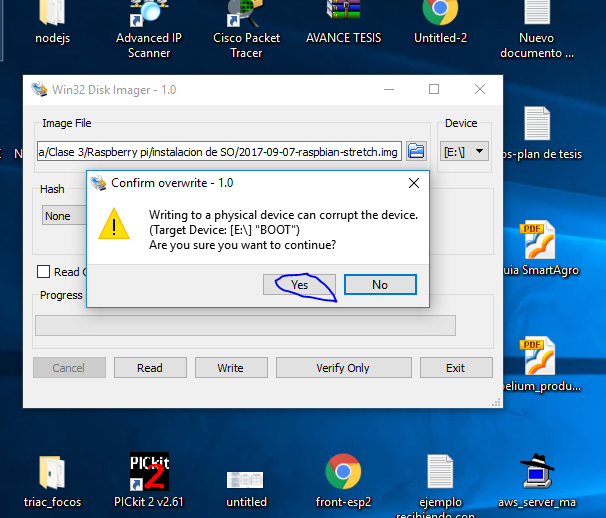 nodejs
Advanced IP
Scanner
Cisco Packet
Tracer
AVANCE TESIS
Untitled-2
Nuevo
documento ...
Win32 Disk Imager - 1.0
Image File
Device
a/Clase 3/Raspberry pi/instalacion de SO/2017-09-07-raspbian-stretch.img
[E:\]
os-plan de tesis
Hash
None
Confirm overwrite - 1.0
Writing to a physical device can corrupt the device.
(Target Device: [E:\] "BOOT")
Are you sure you want to continue?
Yes
No
Read
Progress
Cancel
Read
Write
Verify Only
Exit
PDF
uia SmartAgro
PDF
elium_produ...
triac_focos
PICkit
2
PICkit 2 v2.61
untitled
front-esp2
ejemplo
recibiendo con
aws_server_ma